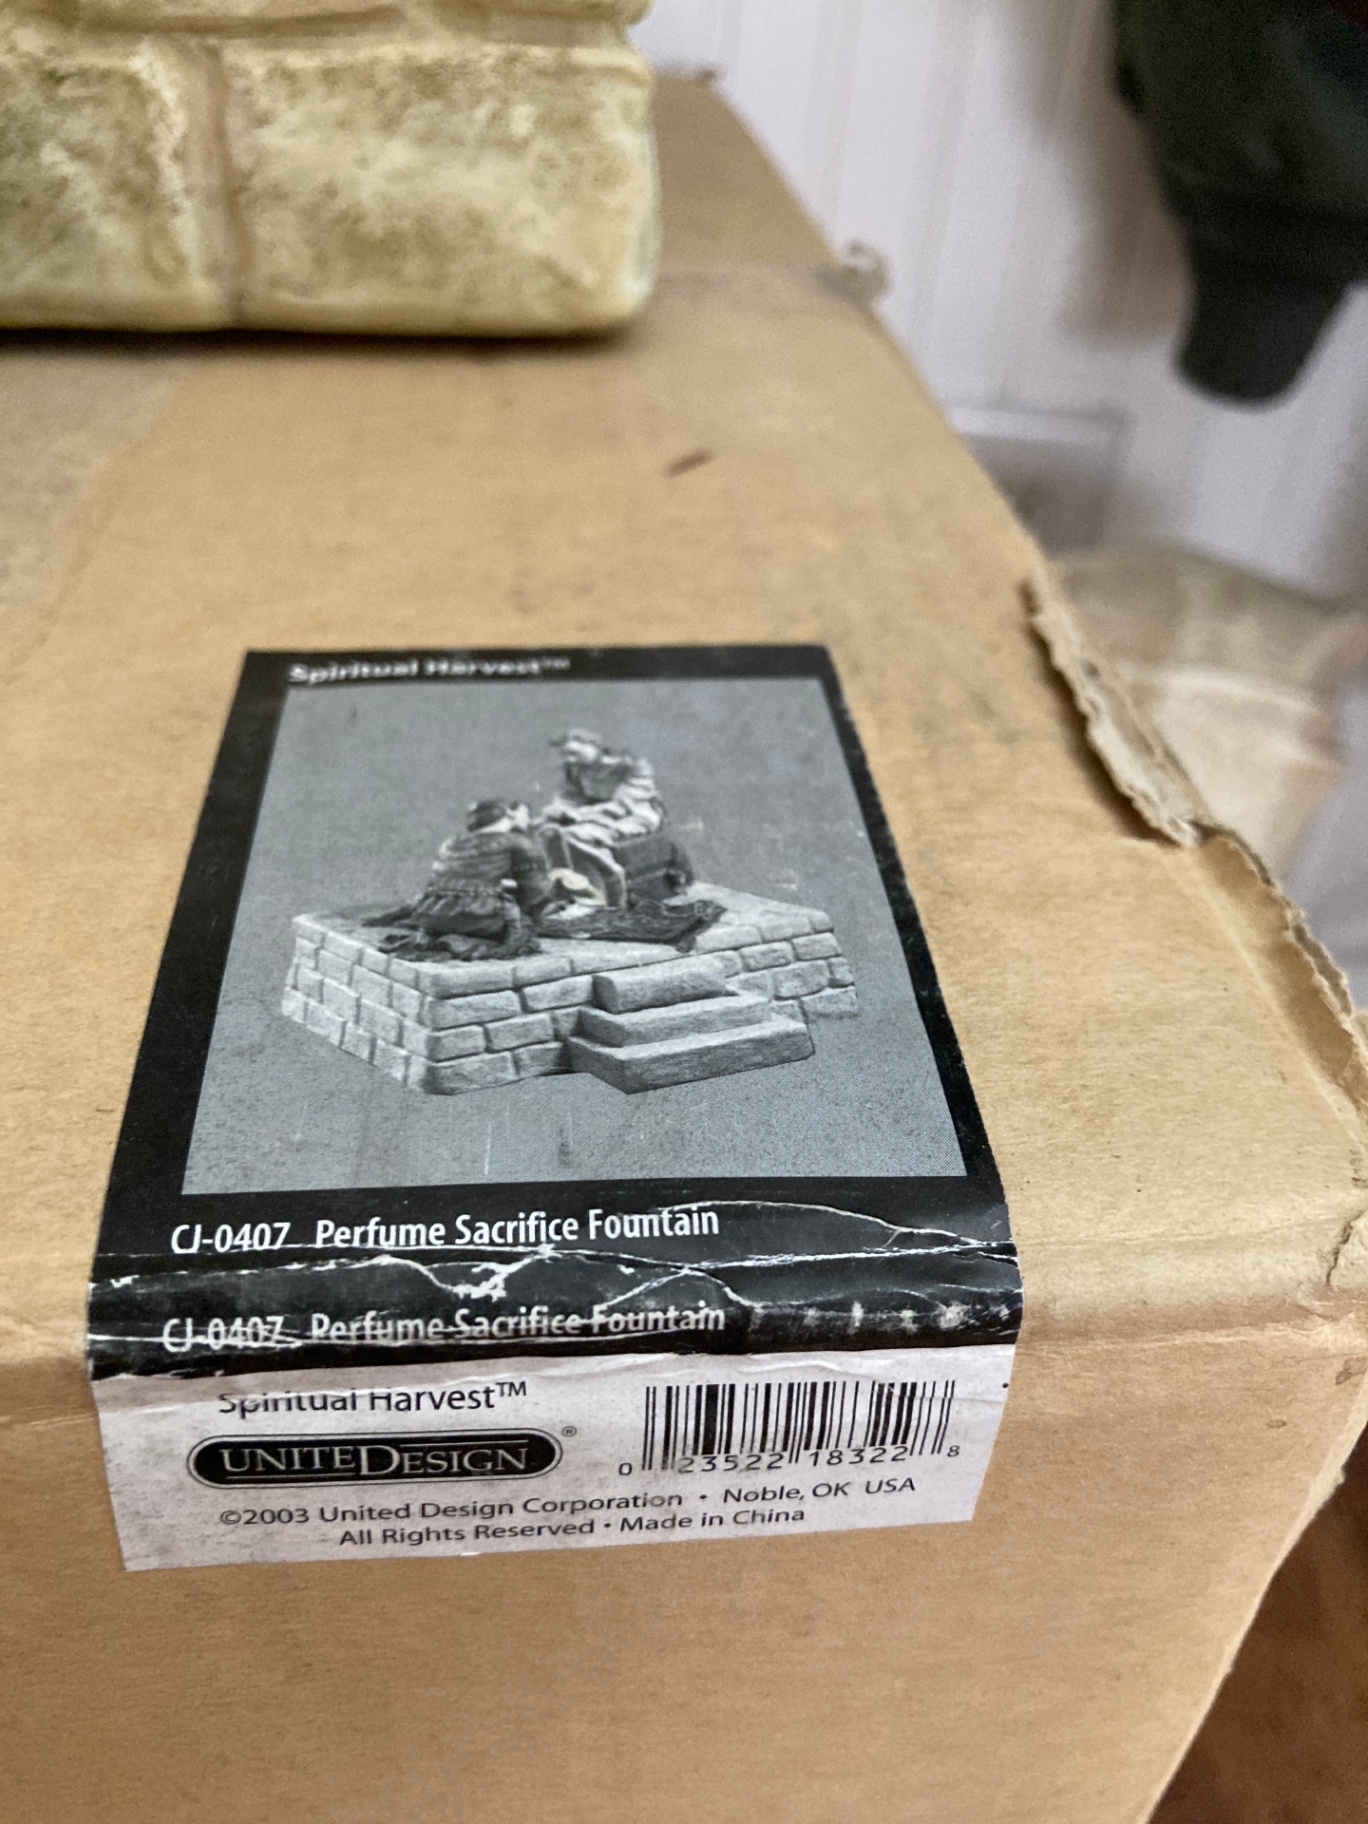 Spiritual Harvest™
CJ-0407 Perfume Sacrifice Fountain
CJ-0407 Perfume Sacrifice Fountain
Spiritual Harvest™
UNITEDESIGN®
0 23522 18322 8
©2003 United Design Corporation • Noble, OK USA
All Rights Reserved • Made in China